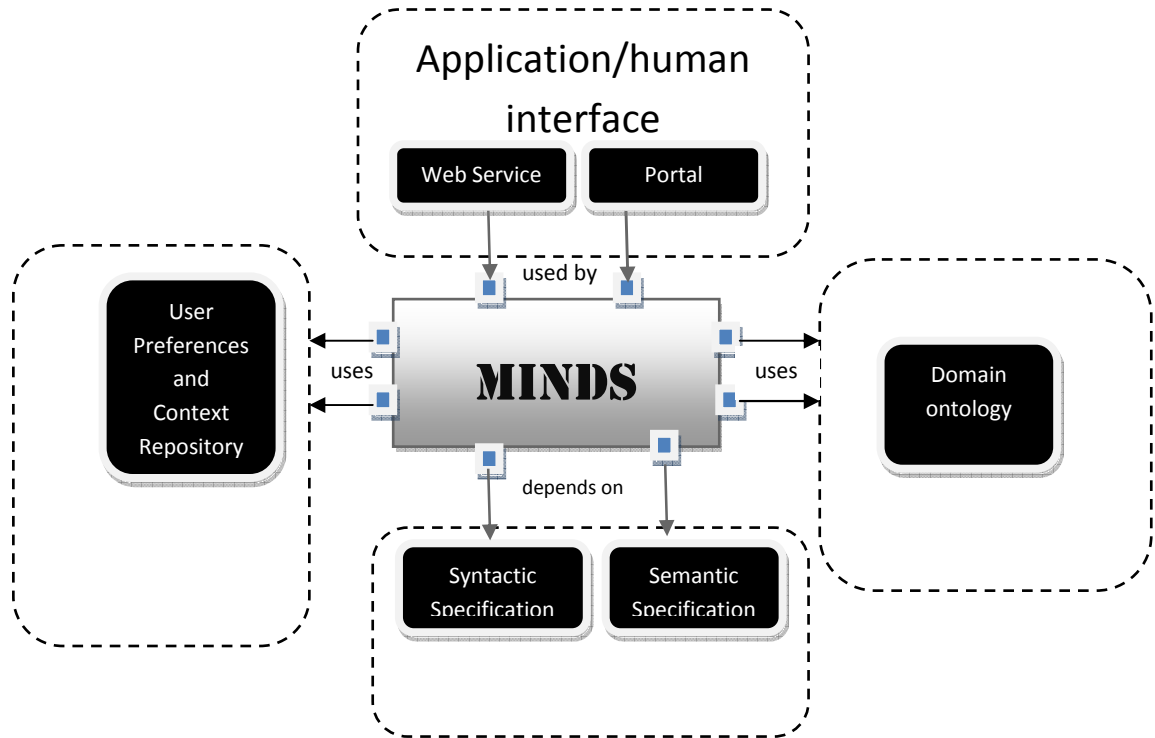 Application/human
interface
Web Service
Portal
used by
User
Preferences
and
Context
Repository
uses
MINDS
uses
Domain
ontology
depends on
Syntactic
Specification
Semantic
Specification